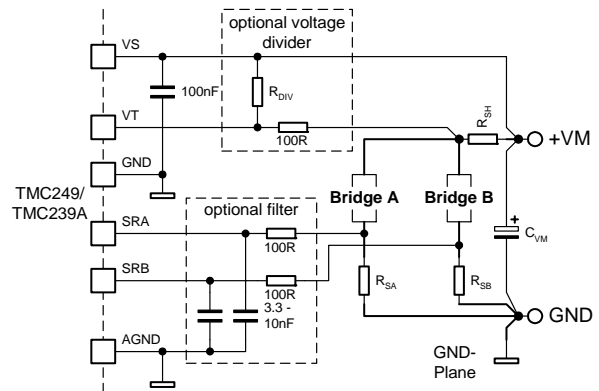 optional voltage
divider
VS
100nF
R_DIV
VT
100R
R_SH
+VM
GND
TMC249/
TMC239A
optional filter
Bridge A
Bridge B
SRA
100R
+
C_VM
SRB
100R
R_SA
R_SB
3.3 -
10nF
GND
AGND
GND-
Plane